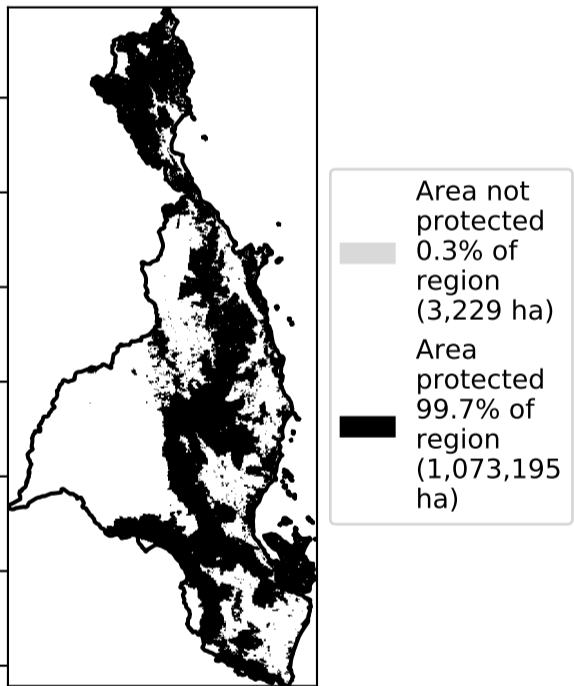 Area not
protected
0.3% of
region
(3,229 ha)
Area
protected
99.7% of
region
(1,073,195
ha)